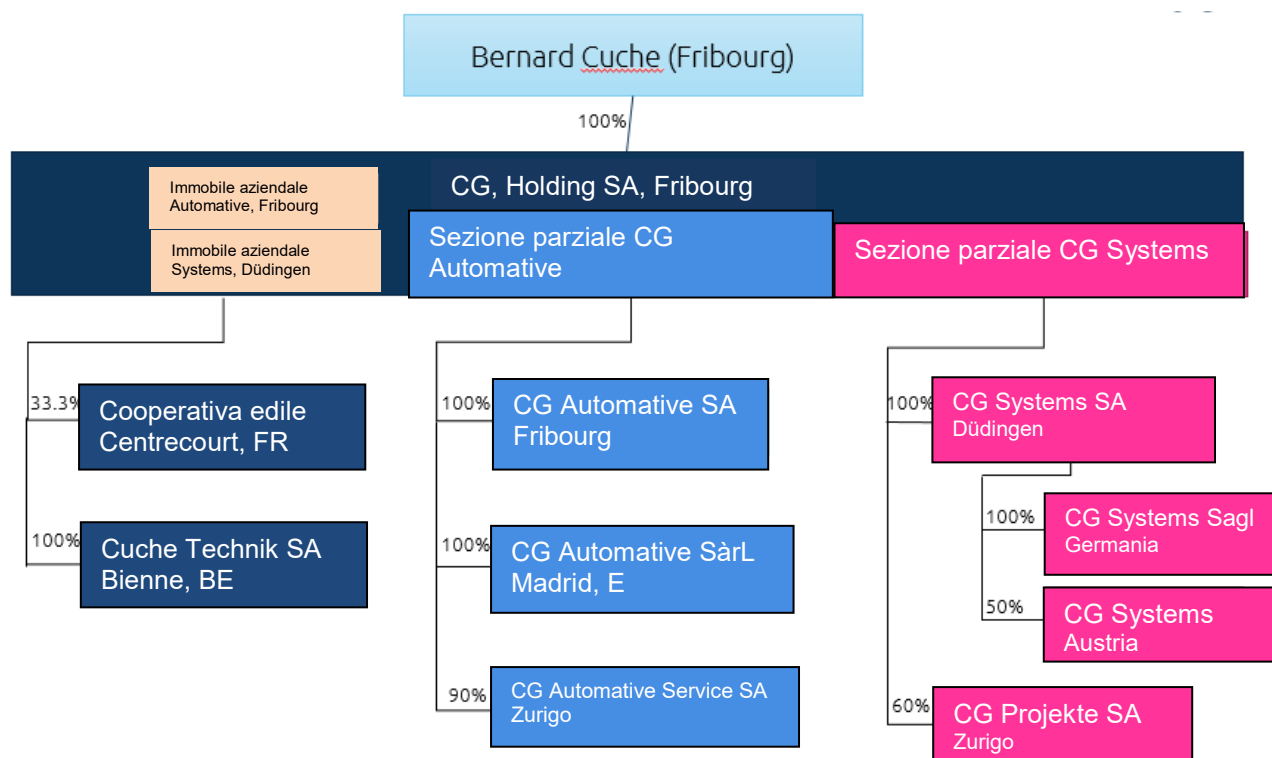 Bernard Cuche (Fribourg)
100%
CG, Holding SA, Fribourg
Immobile aziendale
Automative, Fribourg
Immobile aziendale
Systems, Düdingen
Sezione parziale CG
Automative
Sezione parziale CG Systems
33.3%
Cooperativa edile
Centrecourt, FR
100%
Cuche Technik SA
Bienne, BE
100%
CG Automative SA
Fribourg
100%
CG Automative SàrL
Madrid, E
90%
CG Automative Service SA
Zurigo
100%
CG Systems SA
Düdingen
100%
CG Systems Sagl
Germania
50%
CG Systems
Austria
60%
CG Projekte SA
Zurigo